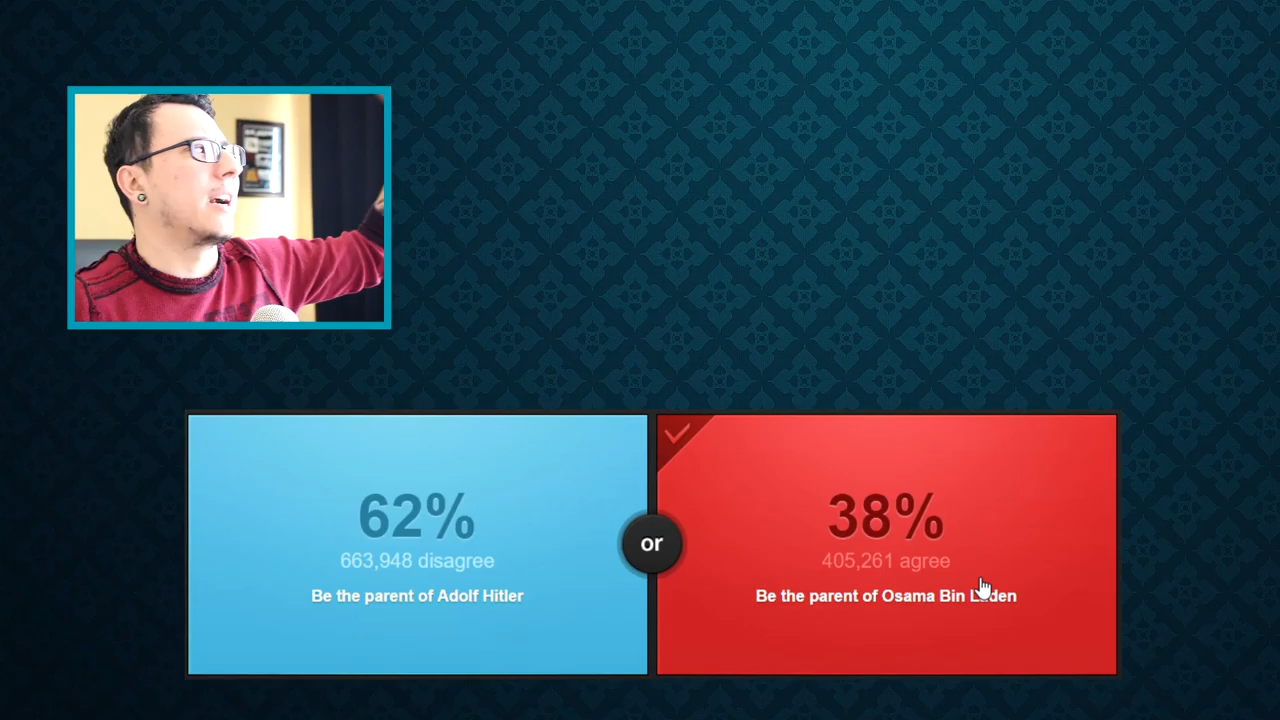 62%
663,948 disagree
Be the parent of Adolf Hitler
or
38%
405,261 agree
Be the parent of Osama Bin Laden